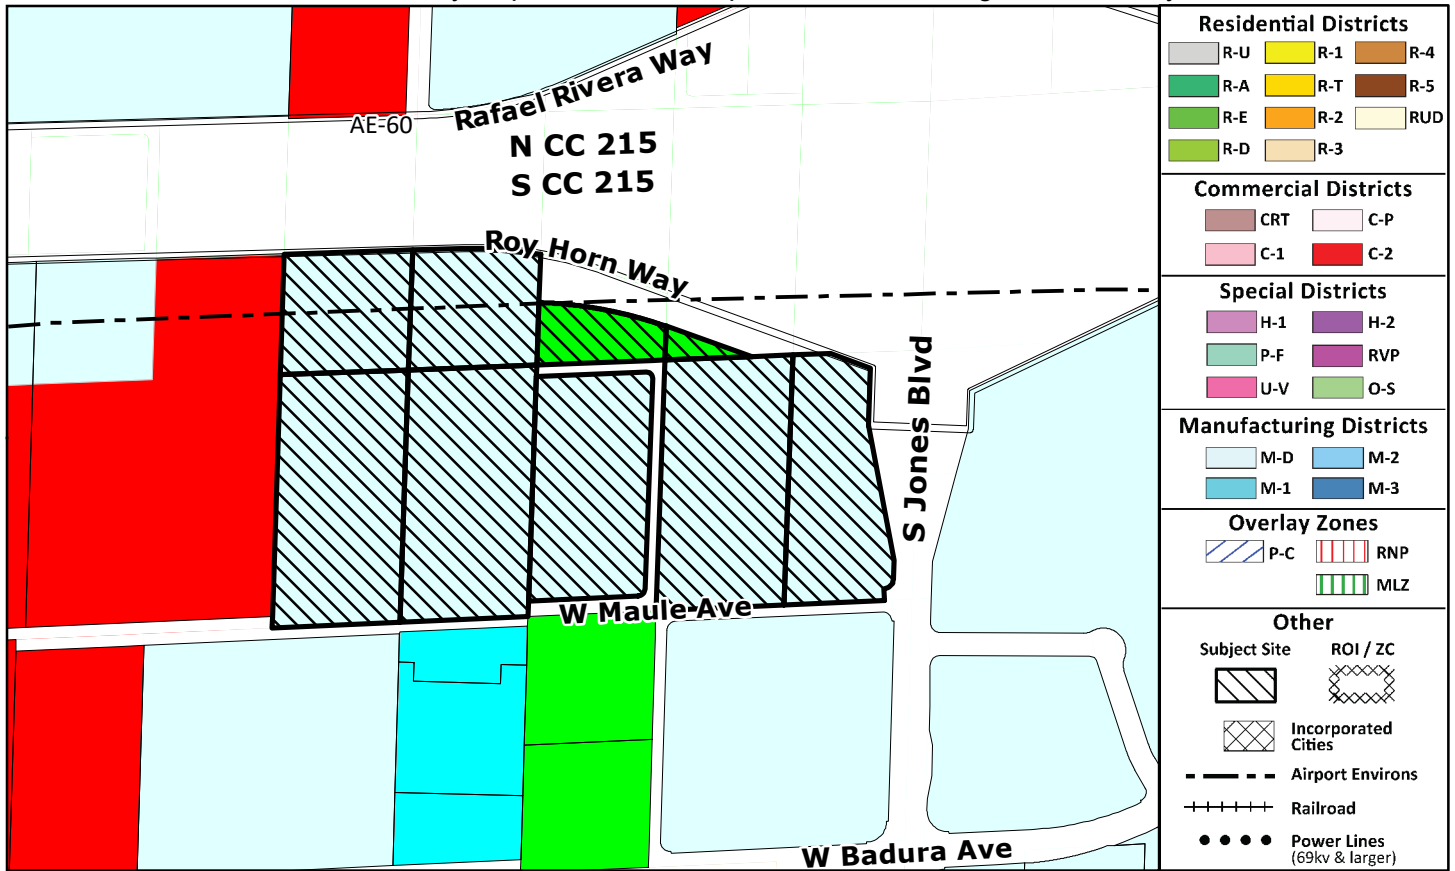 Rafael Rivera Way
AE-60
N CC 215
S CC 215
Roy Horn Way
S Jones Blvd
W Maule Ave
W Badura Ave
Residential Districts
R-U R-1 R-4
R-A R-T R-5
R-E R-2 RUD
R-D R-3
Commercial Districts
CRT C-P
C-1 C-2
Special Districts
H-1 H-2
P-F RVP
U-V O-S
Manufacturing Districts
M-D M-2
M-1 M-3
Overlay Zones
P-C RNP
MLZ
Other
Subject Site ROI / ZC
Incorporated
Cities
Airport Environs
Railroad
Power Lines
(69kv & larger)